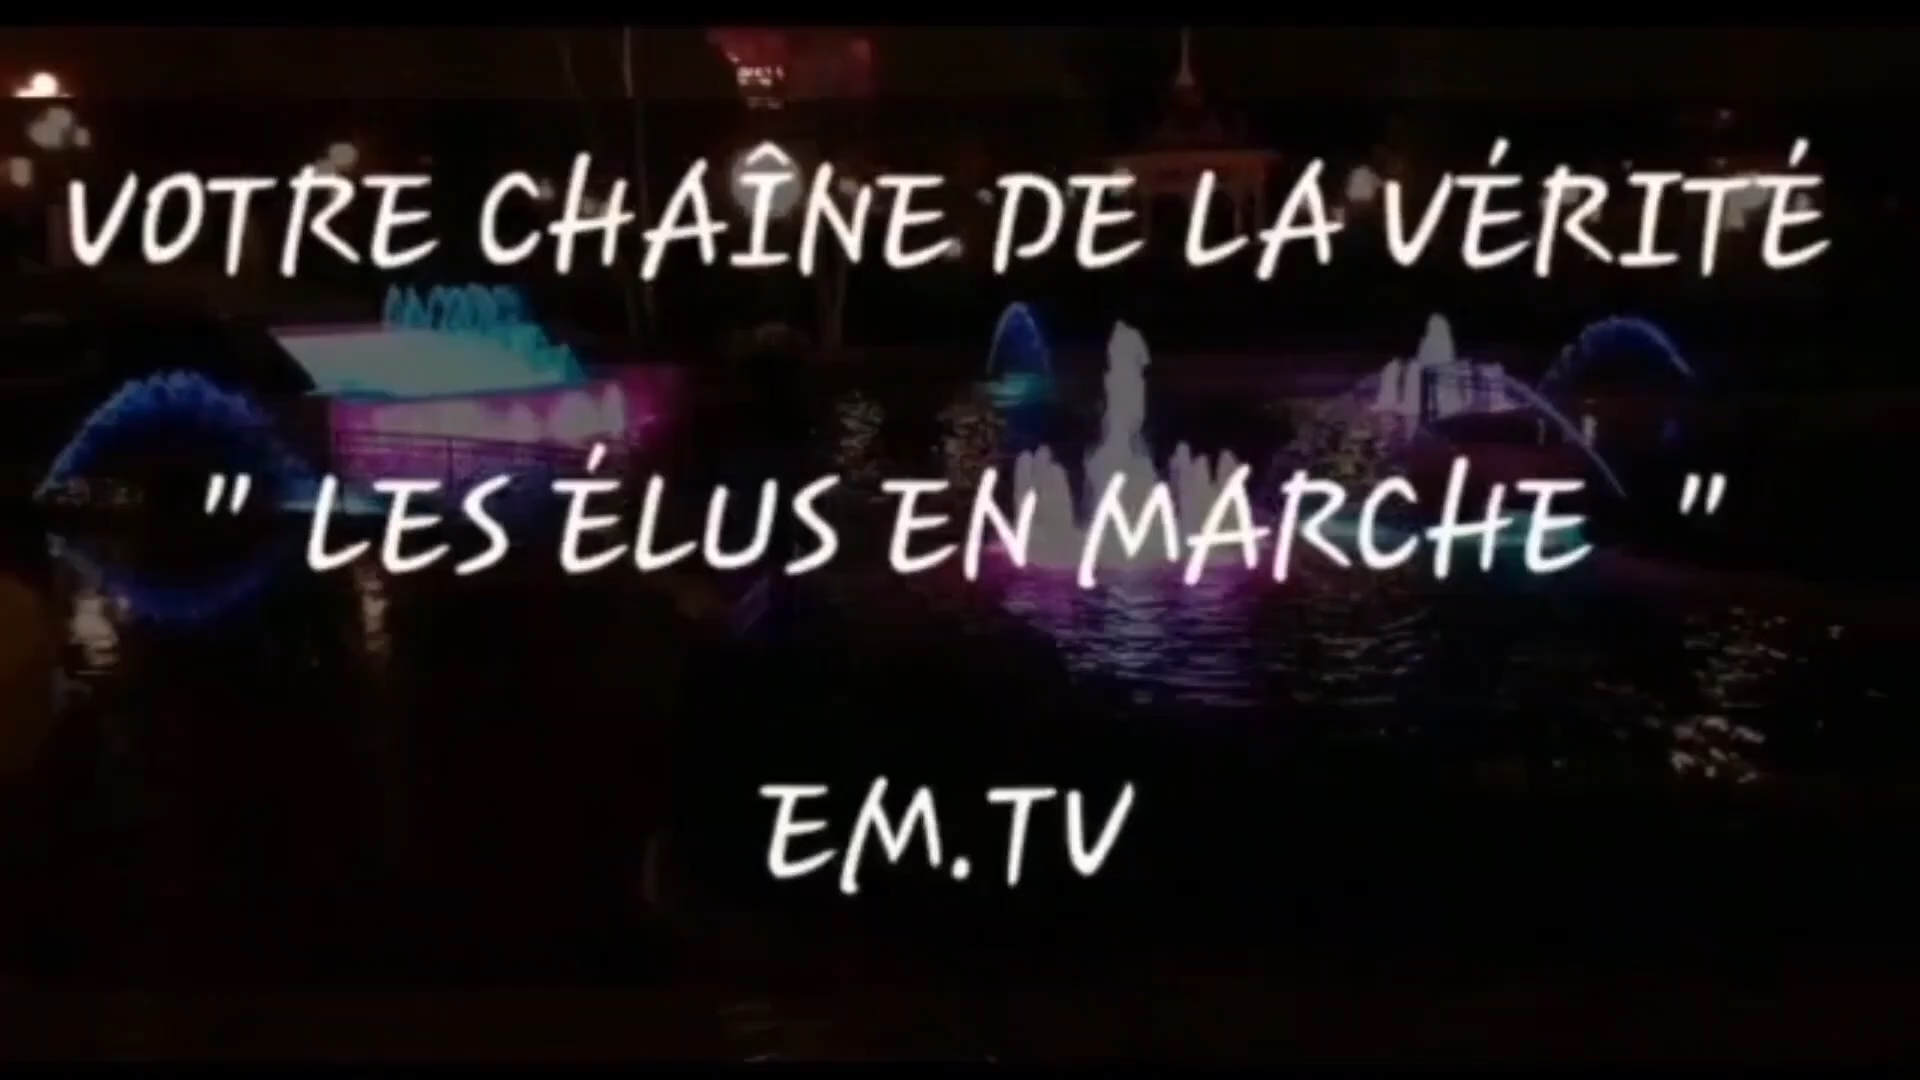 VOTRE CHAÎNE DE LA VÉRITÉ
" LES ÉLUS EN MARCHE "
EM.TV